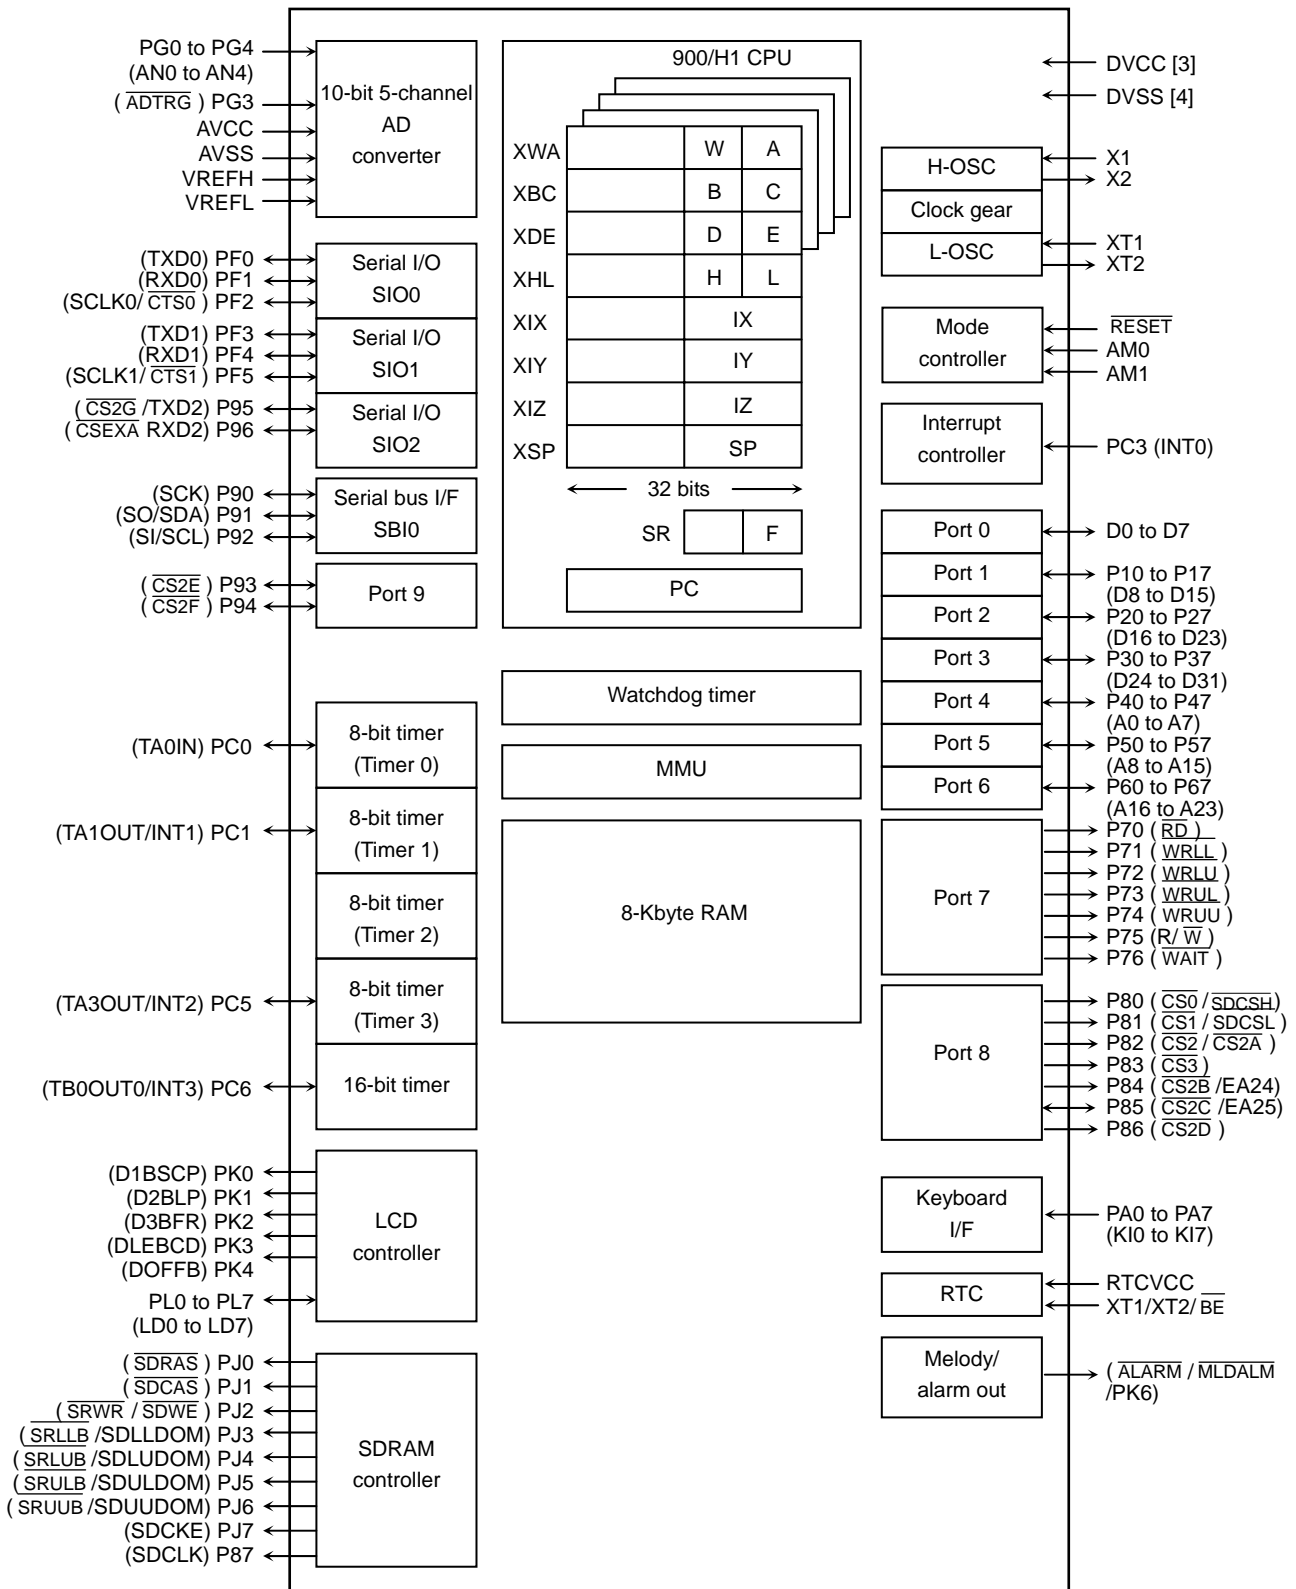 PG0 to PG4
(AN0 to AN4)
( ADTRG ) PG3
AVCC
AVSS
VREFH
VREFL
10-bit 5-channel
AD
converter
(TXD0) PF0
(RXD0) PF1
(SCLK0/ CTS0 ) PF2
Serial I/O
SIO0
(TXD1) PF3
(RXD1) PF4
(SCLK1/ CTS1 ) PF5
Serial I/O
SIO1
( CS2G /TXD2) P95
( CSEXA RXD2) P96
Serial I/O
SIO2
(SCK) P90
(SO/SDA) P91
(SI/SCL) P92
Serial bus I/F
SBI0
( CS2E ) P93
( CS2F ) P94
Port 9
(TA0IN) PC0
8-bit timer
(Timer 0)
(TA1OUT/INT1) PC1
8-bit timer
(Timer 1)
8-bit timer
(Timer 2)
(TA3OUT/INT2) PC5
8-bit timer
(Timer 3)
(TB0OUT0/INT3) PC6
16-bit timer
(D1BSCP) PK0
(D2BLP) PK1
(D3BFR) PK2
(DLEBCD) PK3
(DOFFB) PK4
PL0 to PL7
(LD0 to LD7)
LCD
controller
( SDRAS ) PJ0
( SDCAS ) PJ1
( SRWR / SDWE ) PJ2
( SRLLB /SDLLDOM) PJ3
( SRLUB /SDLUDOM) PJ4
( SRULB /SDULDOM) PJ5
( SRUUB /SDUUDOM) PJ6
(SDCKE) PJ7
(SDCLK) P87
SDRAM
controller
900/H1 CPU
XWA W A
XBC B C
XDE D E
XHL H L
XIX IX
XIY IY
XIZ IZ
XSP SP
32 bits
SR F
PC
Watchdog timer
MMU
8-Kbyte RAM
DVCC [3]
DVSS [4]
H-OSC
Clock gear
L-OSC
X1
X2
XT1
XT2
Mode
controller
RESET
AM0
AM1
Interrupt
controller
PC3 (INT0)
Port 0
D0 to D7
Port 1
P10 to P17
(D8 to D15)
Port 2
P20 to P27
(D16 to D23)
Port 3
P30 to P37
(D24 to D31)
Port 4
P40 to P47
(A0 to A7)
Port 5
P50 to P57
(A8 to A15)
Port 6
P60 to P67
(A16 to A23)
Port 7
P70 ( RD )
P71 ( WRLL )
P72 ( WRLU )
P73 ( WRUL )
P74 ( WRUU )
P75 (R/ W )
P76 ( WAIT )
Port 8
P80 ( CS0 / SDCSH)
P81 ( CS1 / SDCSL )
P82 ( CS2 / CS2A )
P83 ( CS3 )
P84 ( CS2B /EA24)
P85 ( CS2C /EA25)
P86 ( CS2D )
Keyboard
I/F
PA0 to PA7
(KI0 to KI7)
RTC
RTCVCC
XT1/XT2/ BE
Melody/
alarm out
( ALARM / MLDALM
/PK6)